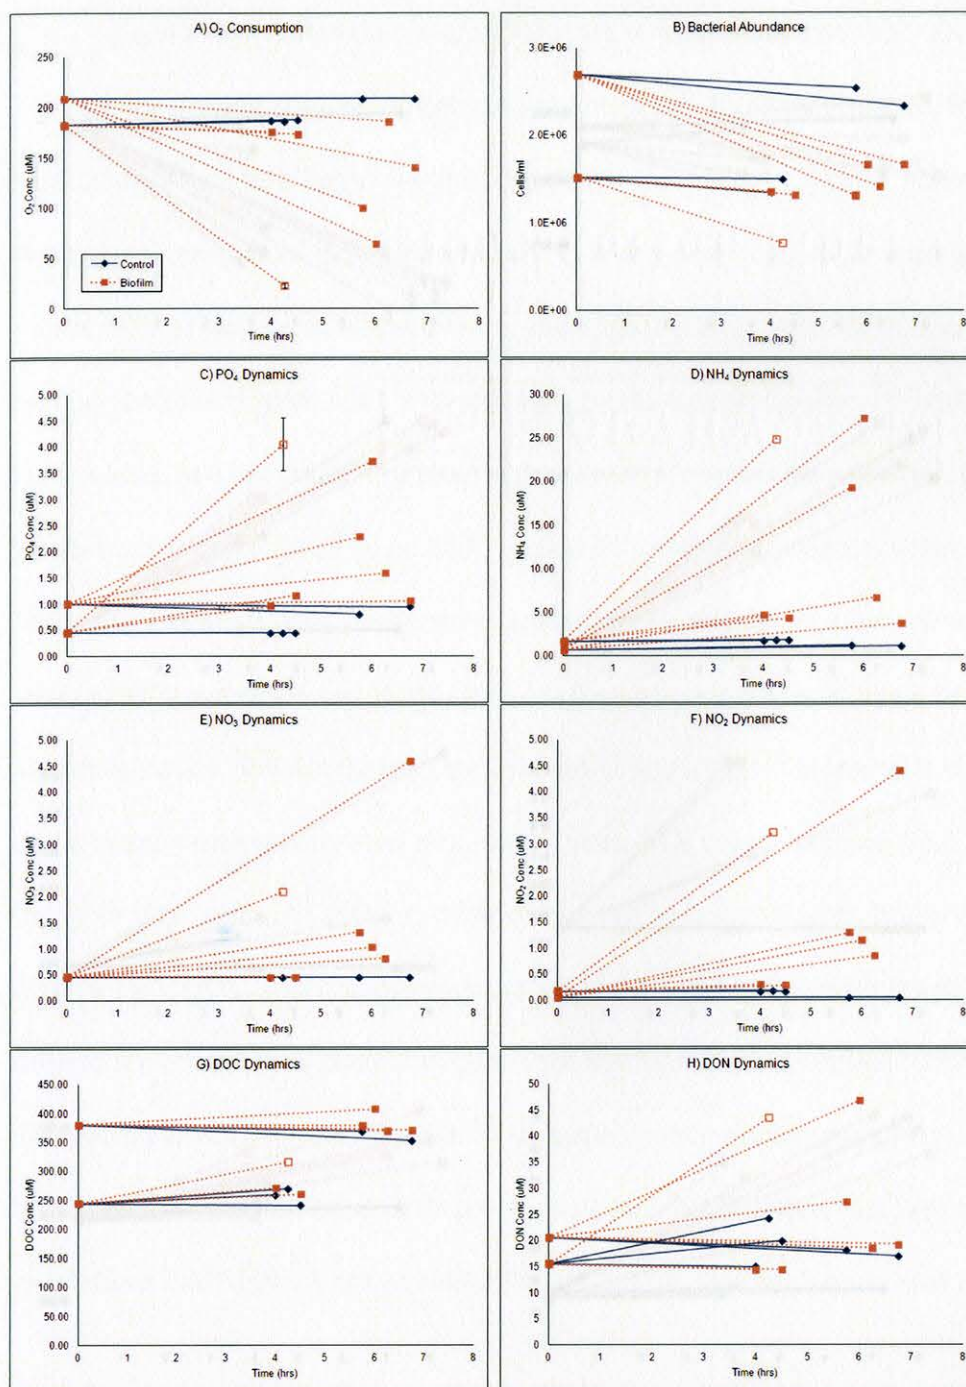 A) O₂ Consumption
250
200
150
100
50
0
O₂ Conc (uM)
Control
Biofilm
0 1 2 3 4 5 6 7 8
Time (hrs)
B) Bacterial Abundance
3.0E+06
2.0E+06
1.0E+06
0.0E+00
Cells/ml
0 1 2 3 4 5 6 7 8
Time (hrs)
C) PO₄ Dynamics
5.00
4.50
4.00
3.50
3.00
2.50
2.00
1.50
1.00
0.50
0.00
PO₄ Conc (uM)
0 1 2 3 4 5 6 7 8
Time (hrs)
D) NH₄ Dynamics
30.00
25.00
20.00
15.00
10.00
5.00
0.00
NH₄ Conc (uM)
0 1 2 3 4 5 6 7 8
Time (hrs)
E) NO₃ Dynamics
5.00
4.50
4.00
3.50
3.00
2.50
2.00
1.50
1.00
0.50
0.00
NO₃ Conc (uM)
0 1 2 3 4 5 6 7 8
Time (hrs)
F) NO₂ Dynamics
5.00
4.50
4.00
3.50
3.00
2.50
2.00
1.50
1.00
0.50
0.00
NO₂ Conc (uM)
0 1 2 3 4 5 6 7 8
Time (hrs)
G) DOC Dynamics
450.00
400.00
350.00
300.00
250.00
200.00
150.00
100.00
50.00
0.00
DOC Conc (uM)
0 1 2 3 4 5 6 7 8
Time (hrs)
H) DON Dynamics
50
45
40
35
30
25
20
15
10
5
0
DON Conc (uM)
0 1 2 3 4 5 6 7 8
Time (hrs)